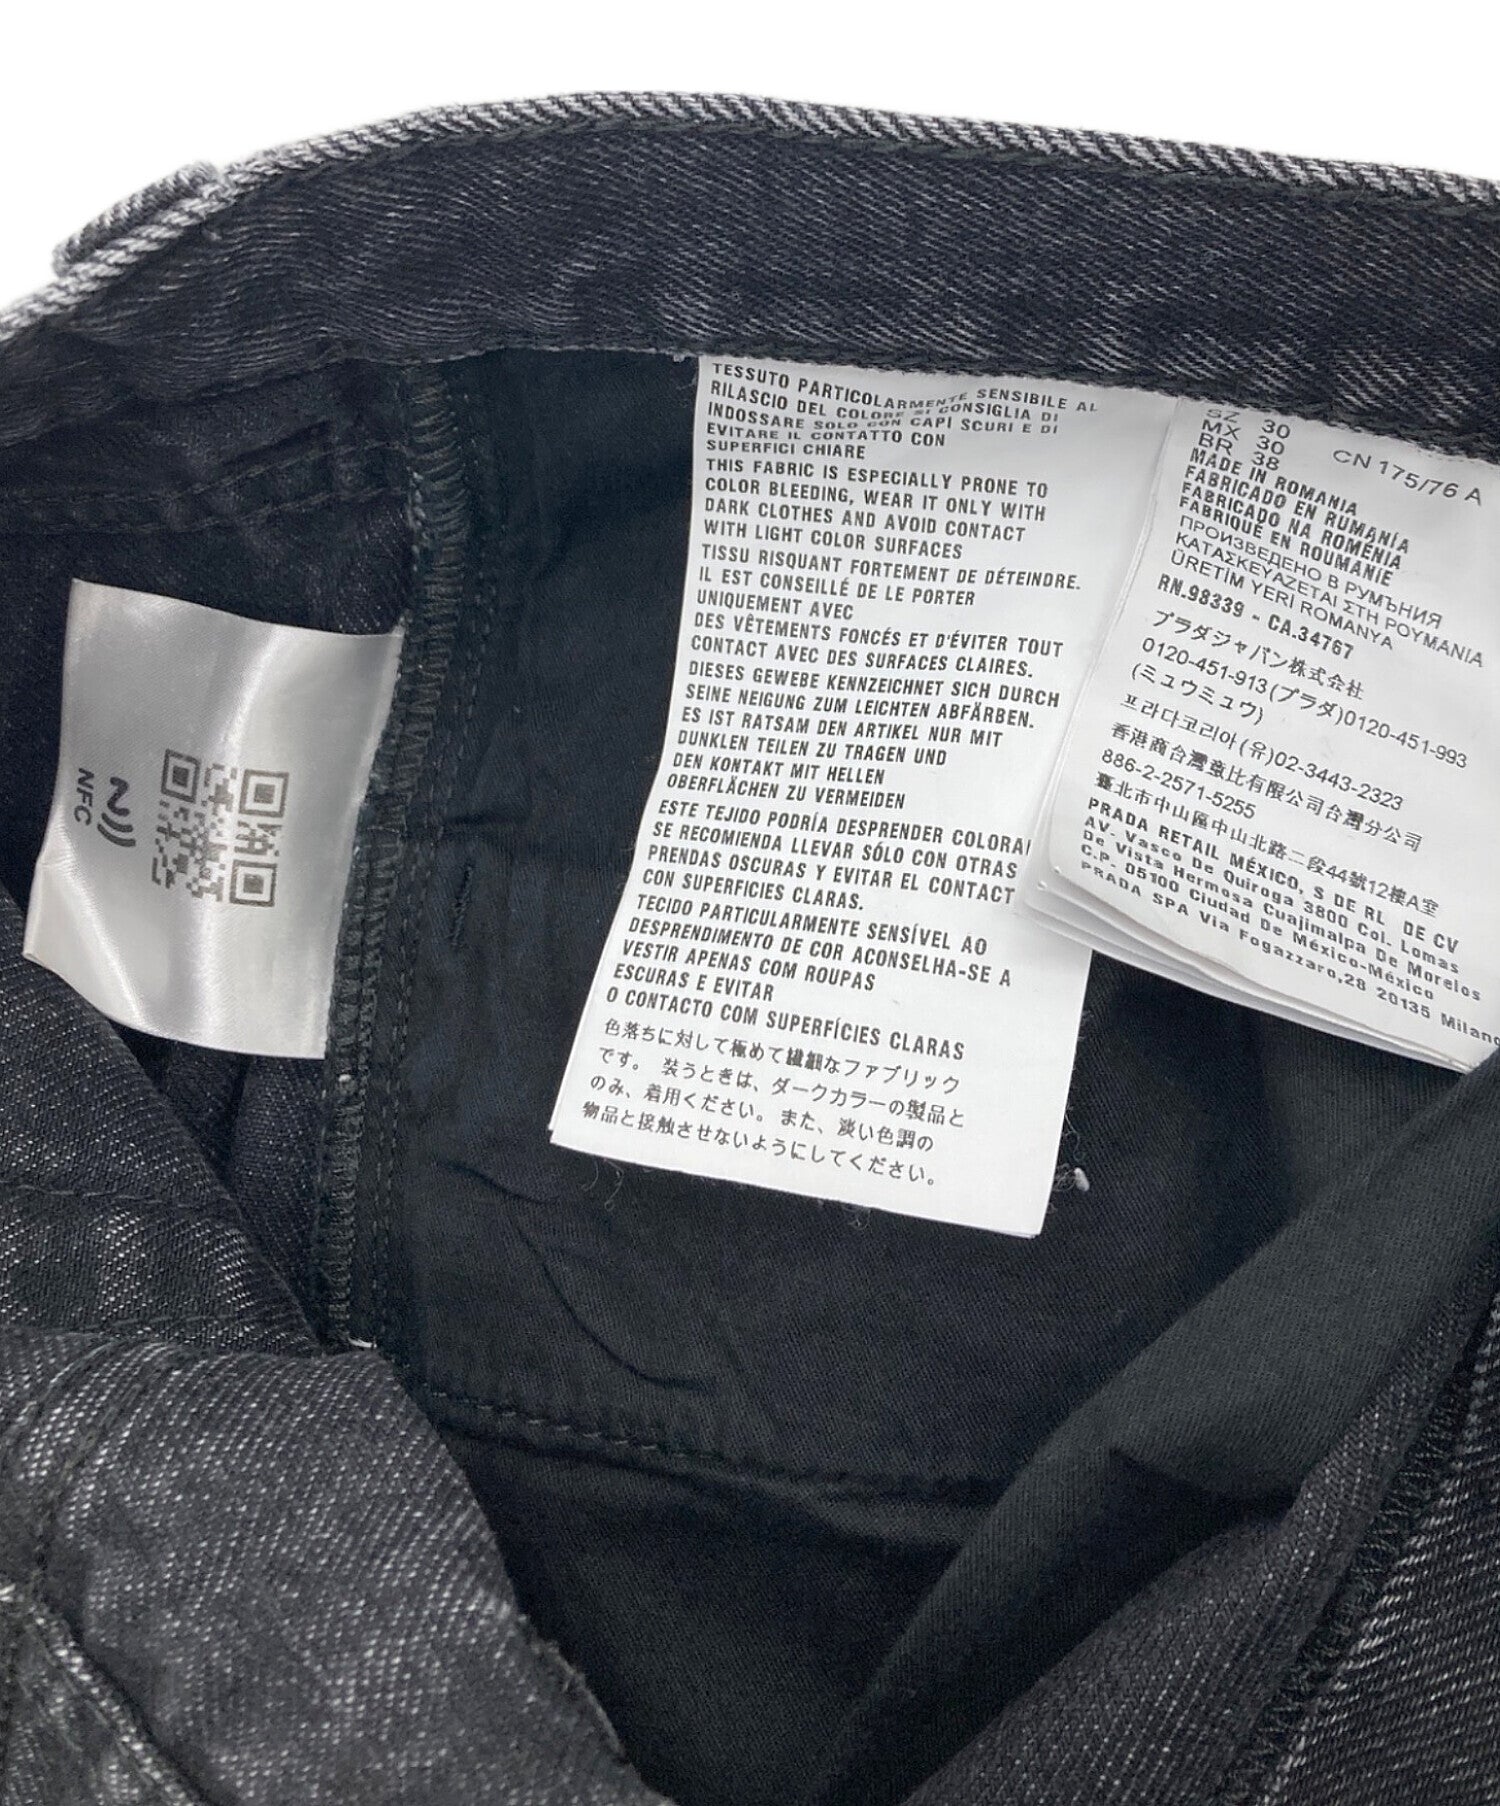 NFC
TESSUTO PARTICOLARMENTE SENSIBILE AL
RILASCIO DEL COLORE SI CONSIGLIA DI
INDOSSARE SOLO CON CAPI SCURI E DI
EVITARE IL CONTATTO CON
SUPERFICI CHIARE
THIS FABRIC IS ESPECIALLY PRONE TO
COLOR BLEEDING, WEAR IT ONLY WITH
DARK CLOTHES AND AVOID CONTACT
WITH LIGHT COLOR SURFACES
TISSU RISQUANT FORTEMENT DE DÉTEINDRE.
IL EST CONSEILLÉ DE LE PORTER
UNIQUEMENT AVEC
DES VÊTEMENTS FONCÉS ET D'ÉVITER TOUT
CONTACT AVEC DES SURFACES CLAIRES.
DIESES GEWEBE KENNZEICHNET SICH DURCH
SEINE NEIGUNG ZUM LEICHTEN ABFÄRBEN.
ES IST RATSAM DEN ARTIKEL NUR MIT
DUNKLEN TEILEN ZU TRAGEN UND
DEN KONTAKT MIT HELLEN
OBERFLÄCHEN ZU VERMEIDEN
ESTE TEJIDO PODRÍA DESPRENDER COLORA
SE RECOMIENDA LLEVAR SÓLO CON OTRAS
PRENDAS OSCURAS Y EVITAR EL CONTACT
CON SUPERFICIES CLARAS.
TECIDO PARTICULARMENTE SENSÍVEL AO
DESPRENDIMENTO DE COR ACONSELHA-SE A
VESTIR APENAS COM ROUPAS
ESCURAS E EVITAR
O CONTACTO COM SUPERFÍCIES CLARAS
色落ちに対して極めて繊細なファブリック
です。 装うときは、ダークカラーの製品と
のみ、着用ください。 また、淡い色調の
物品と接触させないようにしてください。
SZ 30
MX 30 CN 175/76 A
BR 38
MADE IN ROMANIA
FABRICADO EN RUMANÍA
FABRICADO NA ROMÉNIA
FABRIQUÉ EN ROUMANIE
ПРОИЗВЕДЕНО В РУМЪНИЯ
ΚΑΤΑΣΚΕΥΑΖΕΤΑΙ ΣΤΗ ΡΟΥΜΑΝΙΑ
ÜRETİM YERİ ROMANYA
RN.98339 - CA.34767
プラダジャパン株式会社
0120-451-913(プラダ)0120-451-993
(ミュウミュウ)
프라다코리아(유)02-3443-2323
香港商台灣童比有限公司台灣分公司
886-2-2571-5255
臺北市中山區中山北路二段44號12樓A室
PRADA RETAIL MÉXICO, S DE RL DE CV
AV. Vasco De Quiroga 3800 Col. Lomas
De Vista Hermosa Cuajimalpa De Morelos
C.P. 05100 Ciudad De México-México
PRADA SPA Via Fogazzaro,28 20135 Milano